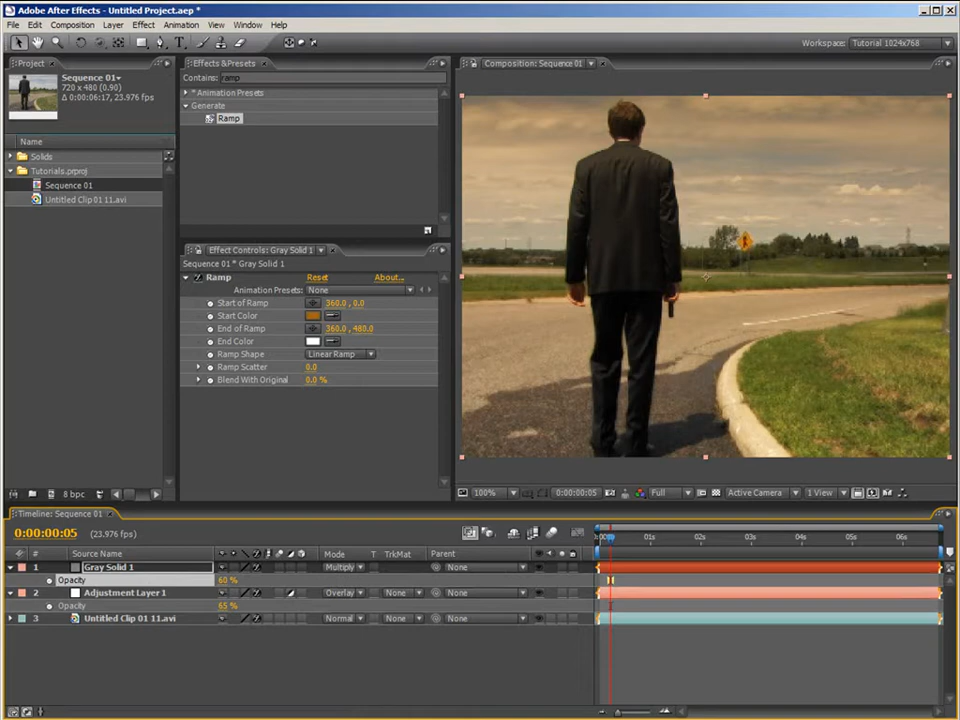 Adobe After Effects - Untitled Project.aep *
File Edit Composition Layer Effect Animation View Window Help
Workspace: Tutorial 1024x768
Project
Sequence 01
720 x 480 (0.90)
Δ 0:00:06:17, 23.976 fps
Name
Solids
Tutorials.prproj
Sequence 01
Untitled Clip 01 11.avi
8 bpc
Effects & Presets
Contains: ramp
* Animation Presets
Generate
Ramp
Effect Controls: Gray Solid 1
Sequence 01 * Gray Solid 1
Ramp Reset About...
Animation Presets: None
Start of Ramp 360.0, 0.0
Start Color
End of Ramp 360.0, 480.0
End Color
Ramp Shape Linear Ramp
Ramp Scatter 0.0
Blend With Original 0.0 %
Composition: Sequence 01
100% 0:00:00:05 Full Active Camera 1 View
Timeline: Sequence 01
0:00:00:05 (23.976 fps)
01s 02s 03s 04s 05s 06s
# Source Name Mode T TrkMat Parent
1 Gray Solid 1 Multiply None
Opacity 60 %
2 Adjustment Layer 1 Overlay None None
Opacity 65 %
3 Untitled Clip 01 11.avi Normal None None